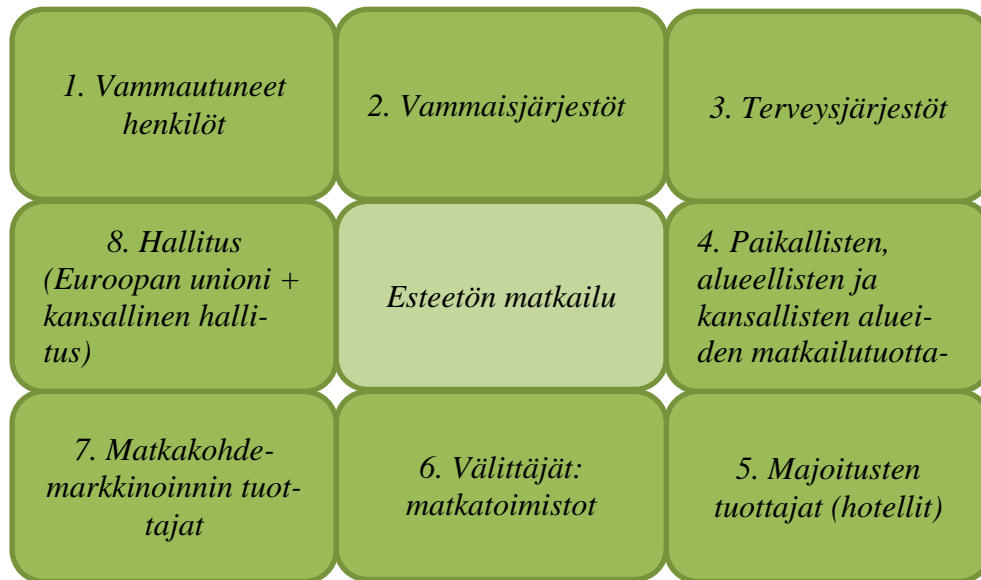 1. Vammautuneet
henkilöt
2. Vammaisjärjestöt
3. Terveysjärjestöt
8. Hallitus
(Euroopan unioni +
kansallinen halli-
tus)
Esteetön matkailu
4. Paikallisten,
alueellisten ja
kansallisten aluei-
den matkailutuotta-
7. Matkakohde-
markkinoinnin tuot-
tajat
6. Välittäjät:
matkatoimistot
5. Majoitusten
tuottajat (hotellit)